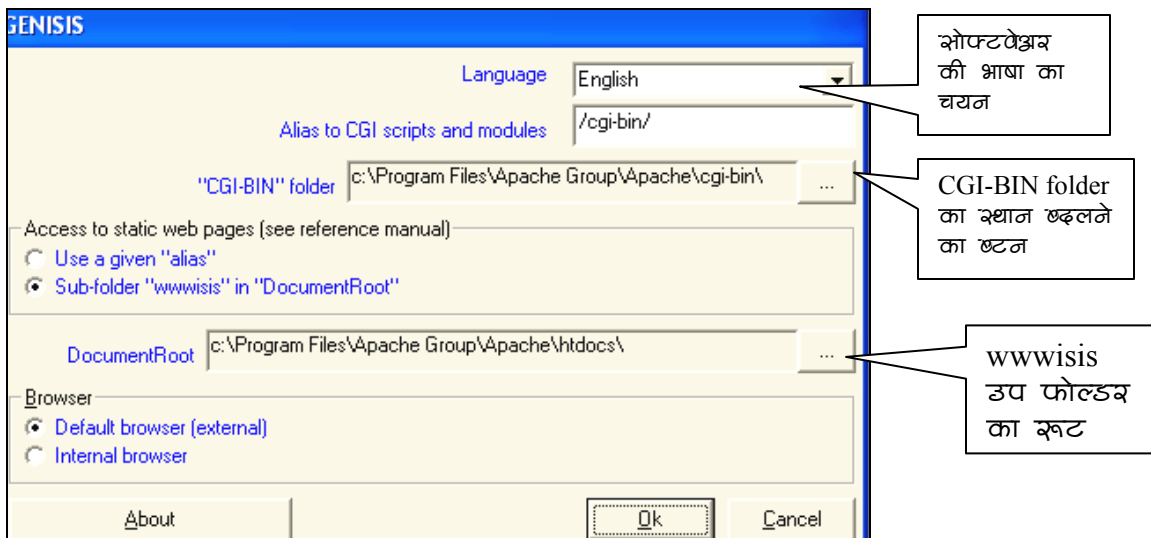 GENISIS
Language English
Alias to CGI scripts and modules /cgi-bin/
"CGI-BIN" folder c:\Program Files\Apache Group\Apache\cgi-bin\ ...
Access to static web pages (see reference manual)
Use a given "alias"
Sub-folder "wwwisis" in "DocumentRoot"
DocumentRoot c:\Program Files\Apache Group\Apache\htdocs\ ...
Browser
Default browser (external)
Internal browser
About Ok Cancel
सोफ्टवेअर
की भाषा का
चयन
CGI-BIN folder
का स्थान बदलने
का बटन
wwwisis
उप फोल्डर
का रूट